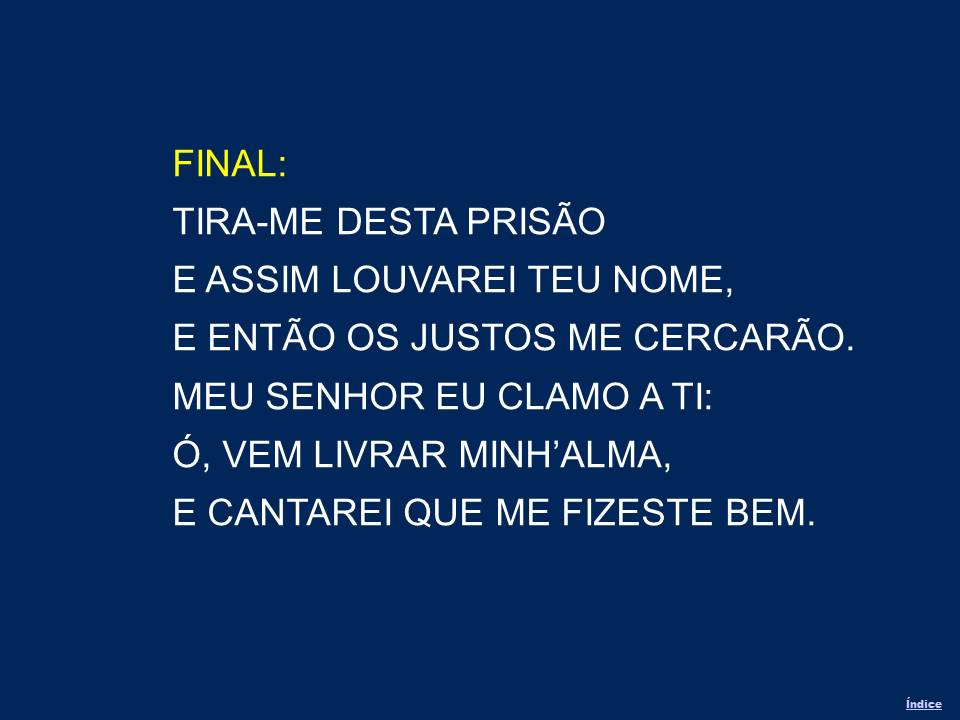 FINAL:
TIRA-ME DESTA PRISÃO
E ASSIM LOUVAREI TEU NOME,
E ENTÃO OS JUSTOS ME CERCARÃO.
MEU SENHOR EU CLAMO A TI:
Ó, VEM LIVRAR MINH’ALMA,
E CANTAREI QUE ME FIZESTE BEM.
Índice